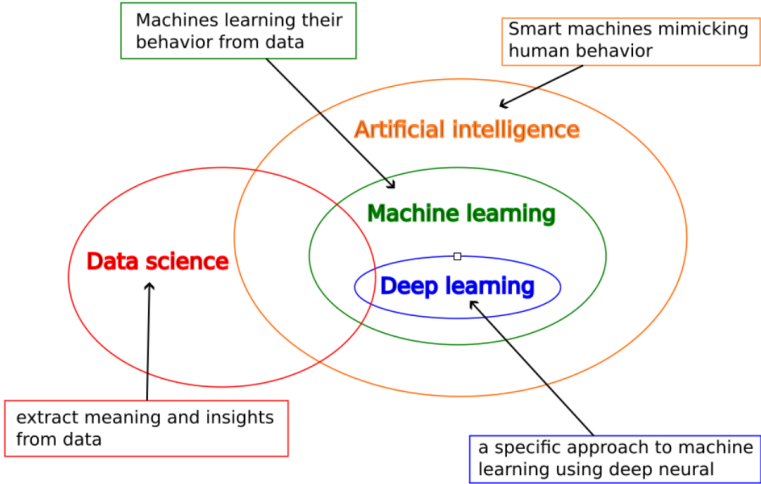 Machines learning their
behavior from data
Smart machines mimicking
human behavior
Artificial intelligence
Machine learning
Data science
Deep learning
extract meaning and insights
from data
a specific approach to machine
learning using deep neural